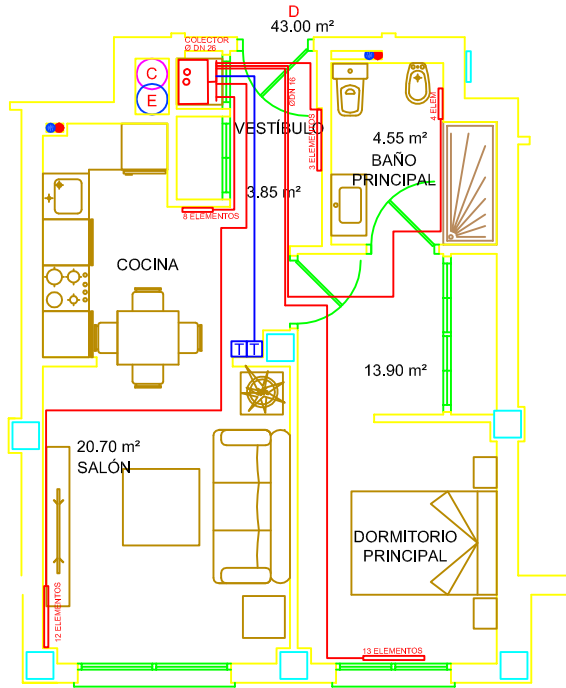 D
43.00 m²
COLECTOR
Ø DN 26
C
E
ØDN 16
VESTÍBULO
3 ELEMENTOS
3.85 m²
4 ELEM
4.55 m²
BAÑO
PRINCIPAL
8 ELEMENTOS
COCINA
T T
13.90 m²
20.70 m²
SALÓN
DORMITORIO
PRINCIPAL
12 ELEMENTOS
13 ELEMENTOS